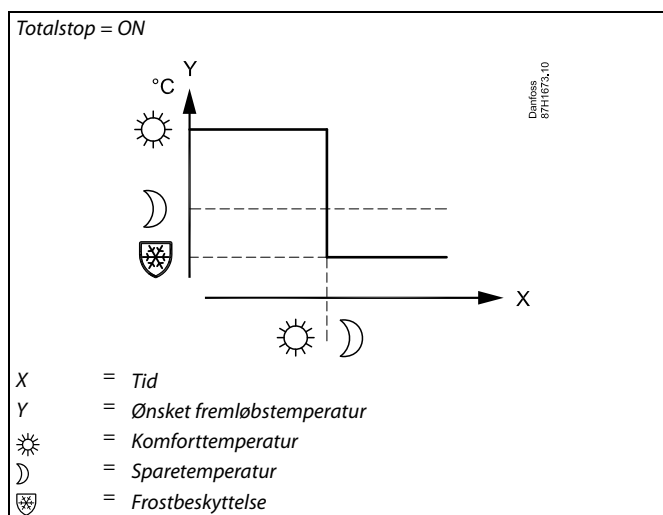 Totalstop = ON
Y
°C
Danfoss
87H1673.10
X
X = Tid
Y = Ønsket fremløbstemperatur
= Komforttemperatur
= Sparetemperatur
= Frostbeskyttelse